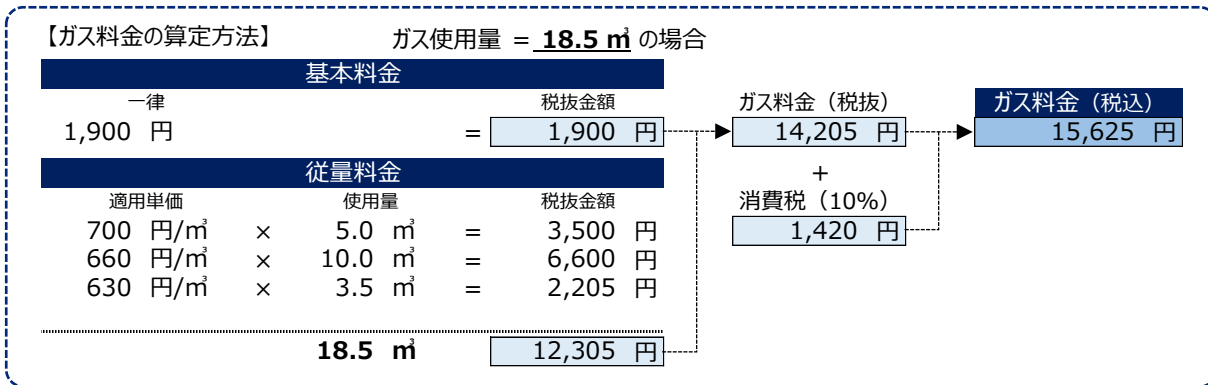 【ガス料金の算定方法】 ガス使用量 = 18.5 ㎥ の場合
基本料金
一律 税抜金額
1,900 円 = 1,900 円
従量料金
適用単価 使用量 税抜金額
700 円/㎥ × 5.0 ㎥ = 3,500 円
660 円/㎥ × 10.0 ㎥ = 6,600 円
630 円/㎥ × 3.5 ㎥ = 2,205 円
18.5 ㎥ 12,305 円
ガス料金（税抜）
14,205 円
+
消費税（10%）
1,420 円
ガス料金（税込）
15,625 円